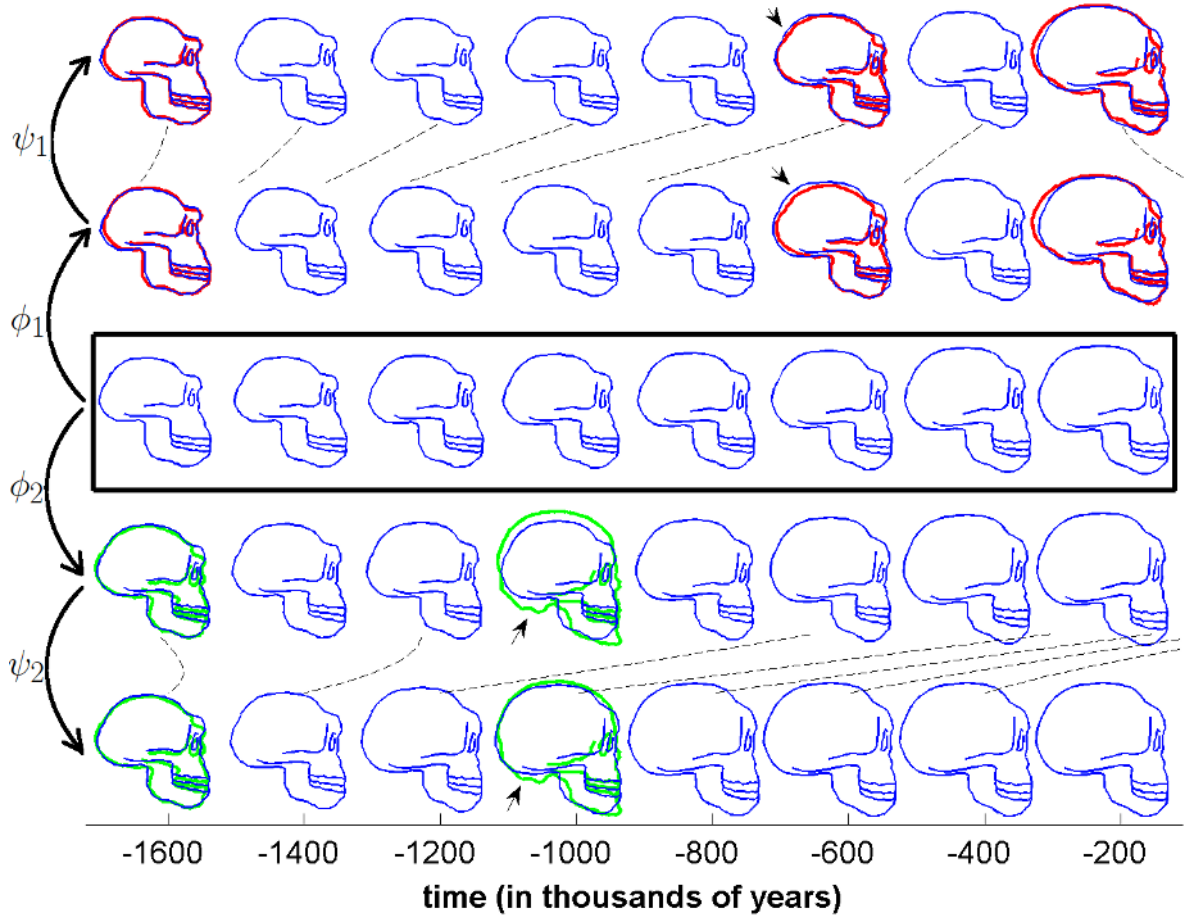 ψ₁
ϕ₁
ϕ₂
ψ₂
-1600 -1400 -1200 -1000 -800 -600 -400 -200
time (in thousands of years)